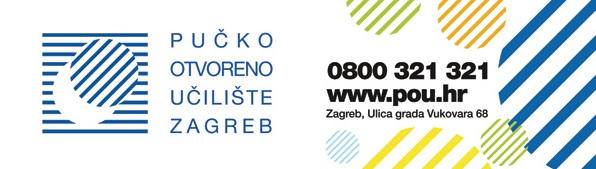 PUČKO
OTVORENO
UČILIŠTE
ZAGREB
0800 321 321
www.pou.hr
Zagreb, Ulica grada Vukovara 68